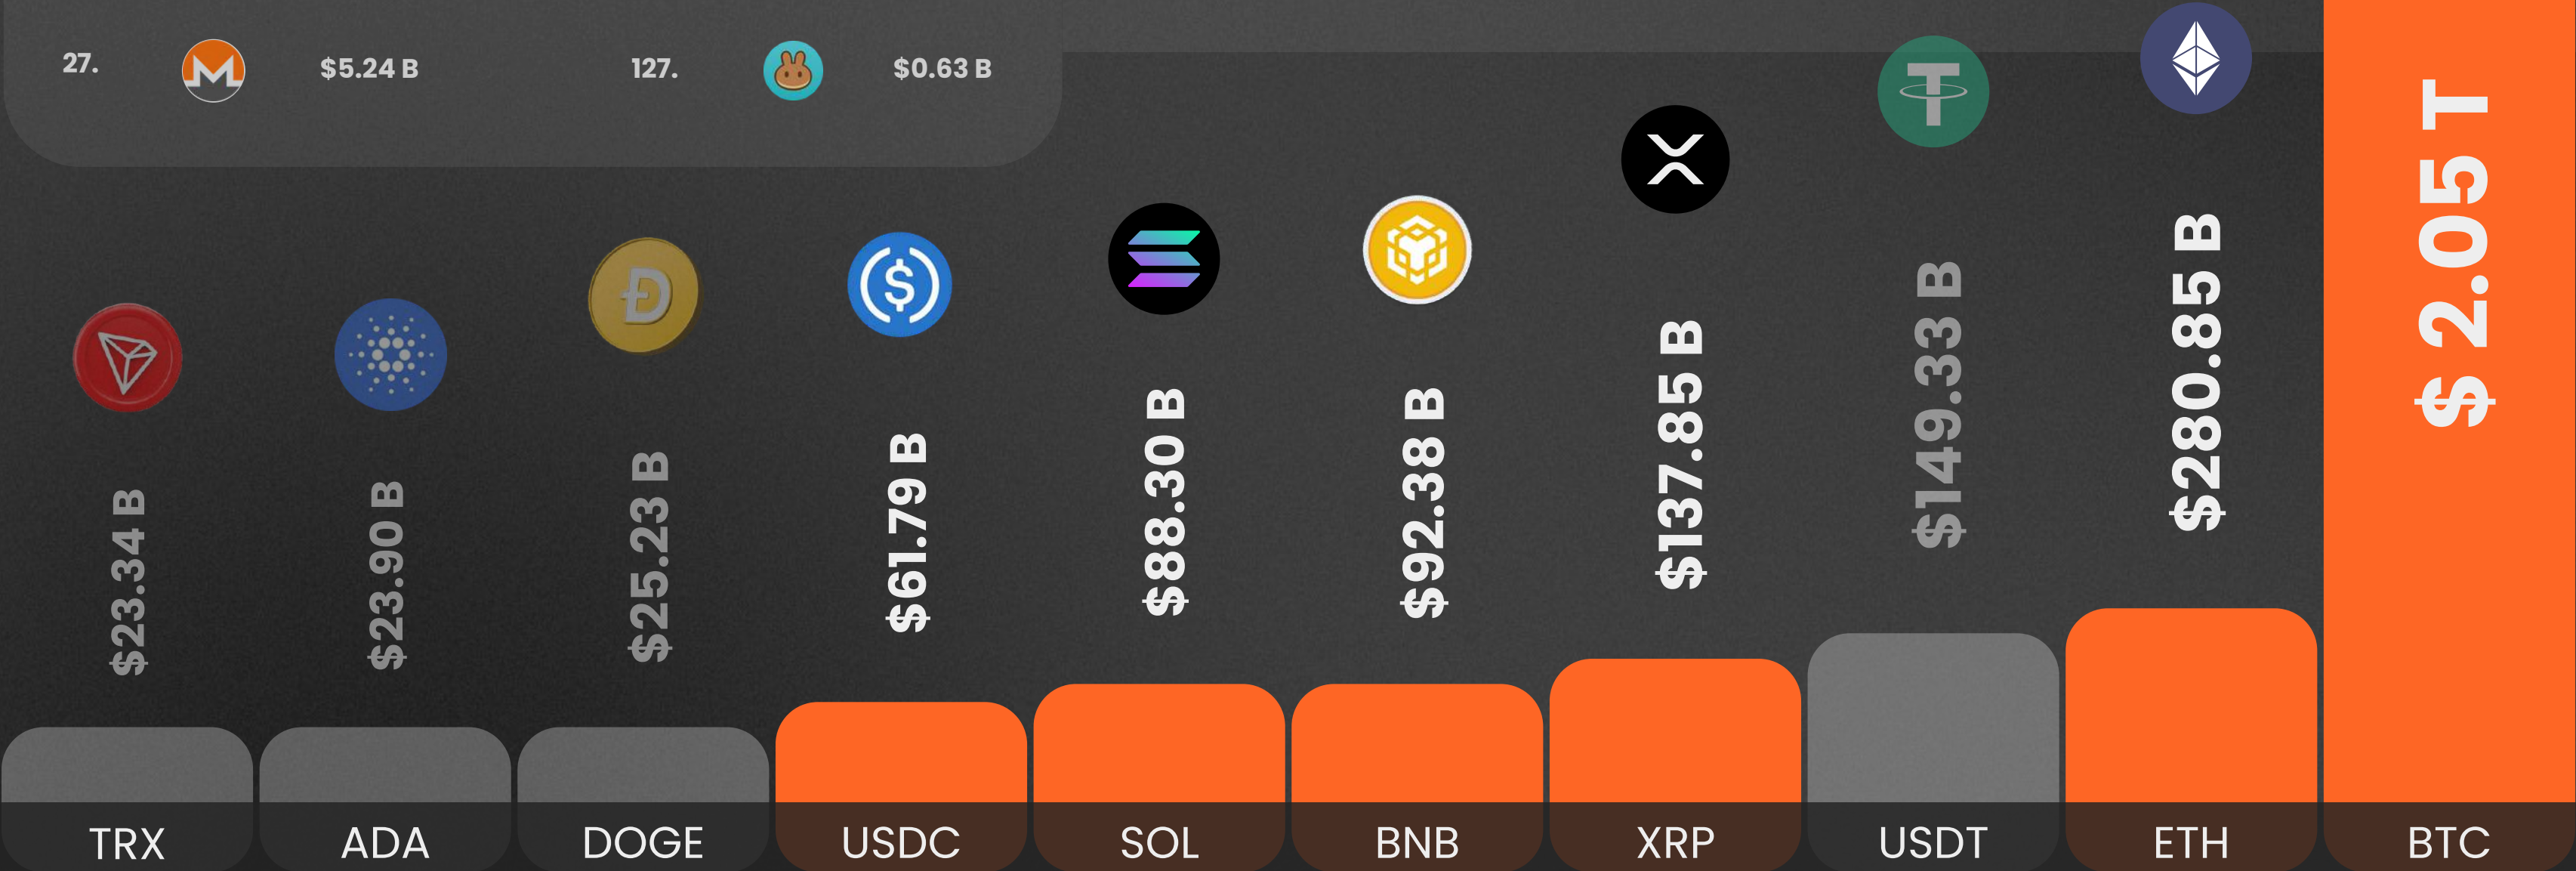 27. $5.24 B 127. $0.63 B
$23.34 B
$23.90 B
$25.23 B
$61.79 B
$88.30 B
$92.38 B
$137.85 B
$149.33 B
$280.85 B
$ 2.05 T
TRX ADA DOGE USDC SOL BNB XRP USDT ETH BTC